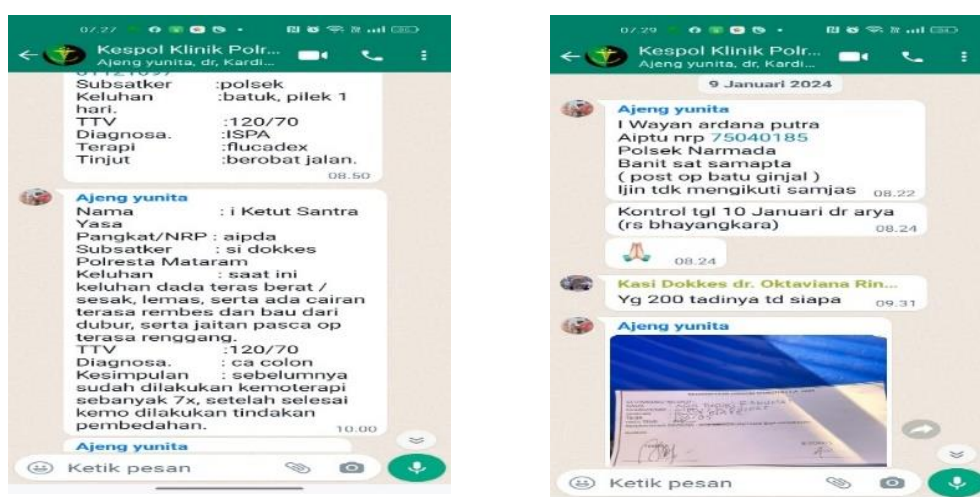 07.27
Kespol Klinik Polr...
Ajeng yunita, dr, Kardi...
Subsatker :polsek
Keluhan :batuk, pilek 1
hari.
TTV :120/70
Diagnosa. :ISPA
Terapi :flucadex
Tinjut :berobat jalan.
08.50
Ajeng yunita
Nama : i Ketut Santra
Yasa
Pangkat/NRP : aipda
Subsatker : si dokkes
Polresta Mataram
Keluhan : saat ini
keluhan dada teras berat /
sesak, lemas, serta ada cairan
terasa rembes dan bau dari
dubur, serta jaitan pasca op
terasa renggang.
TTV :120/70
Diagnosa. : ca colon
Kesimpulan : sebelumnya
sudah dilakukan kemoterapi
sebanyak 7x, setelah selesai
kemo dilakukan tindakan
pembedahan.
10.00
Ajeng yunita
Ketik pesan
07.29
Kespol Klinik Polr...
Ajeng yunita, dr, Kardi...
9 Januari 2024
Ajeng yunita
I Wayan ardana putra
Aiptu nrp 75040185
Polsek Narmada
Banit sat samapta
( post op batu ginjal )
Ijin tdk mengikuti samjas 08.22
Kontrol tgl 10 Januari dr arya
(rs bhayangkara) 08.24
08.24
Kasi Dokkes dr. Oktaviana Rin...
Yg 200 tadinya td siapa 09.31
Ajeng yunita
Ketik pesan